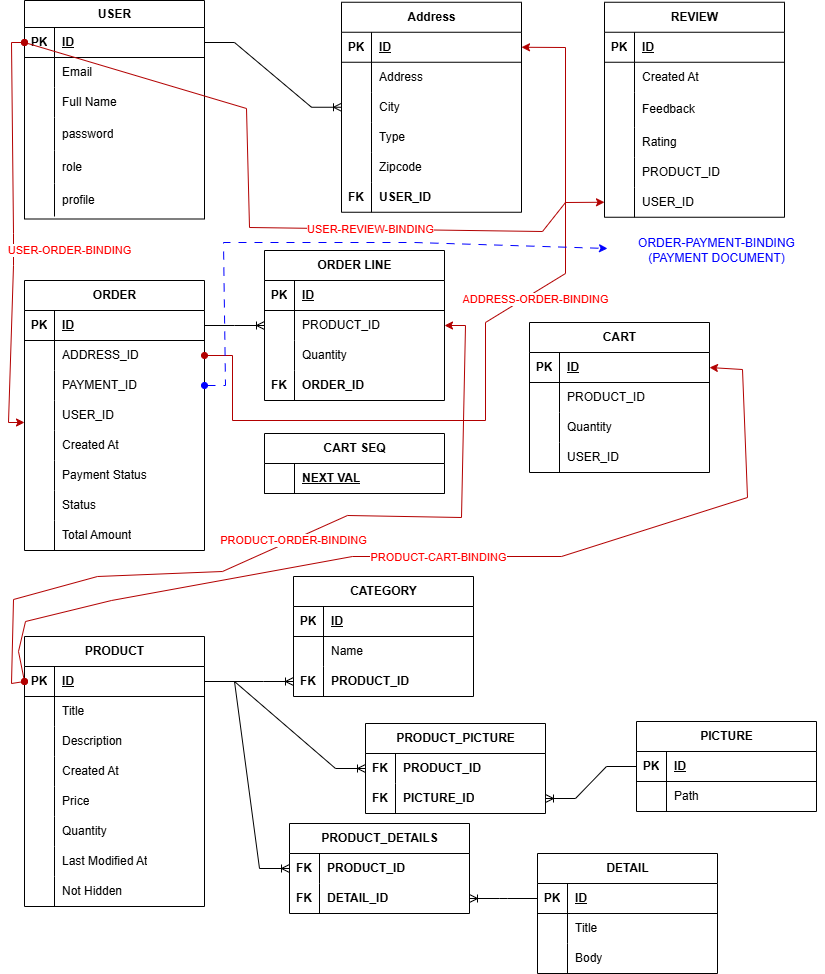 USER
PK ID
Email
Full Name
password
role
profile
Address
PK ID
Address
City
Type
Zipcode
FK USER_ID
REVIEW
PK ID
Created At
Feedback
Rating
PRODUCT_ID
USER_ID
USER-REVIEW-BINDING
USER-ORDER-BINDING
ORDER-PAYMENT-BINDING
(PAYMENT DOCUMENT)
ORDER LINE
PK ID
PRODUCT_ID
Quantity
FK ORDER_ID
ADDRESS-ORDER-BINDING
ORDER
PK ID
ADDRESS_ID
PAYMENT_ID
USER_ID
Created At
Payment Status
Status
Total Amount
CART
PK ID
PRODUCT_ID
Quantity
USER_ID
CART SEQ
NEXT VAL
PRODUCT-ORDER-BINDING
PRODUCT-CART-BINDING
CATEGORY
PK ID
Name
FK PRODUCT_ID
PRODUCT
PK ID
Title
Description
Created At
Price
Quantity
Last Modified At
Not Hidden
PRODUCT_PICTURE
FK PRODUCT_ID
FK PICTURE_ID
PICTURE
PK ID
Path
PRODUCT_DETAILS
FK PRODUCT_ID
FK DETAIL_ID
DETAIL
PK ID
Title
Body